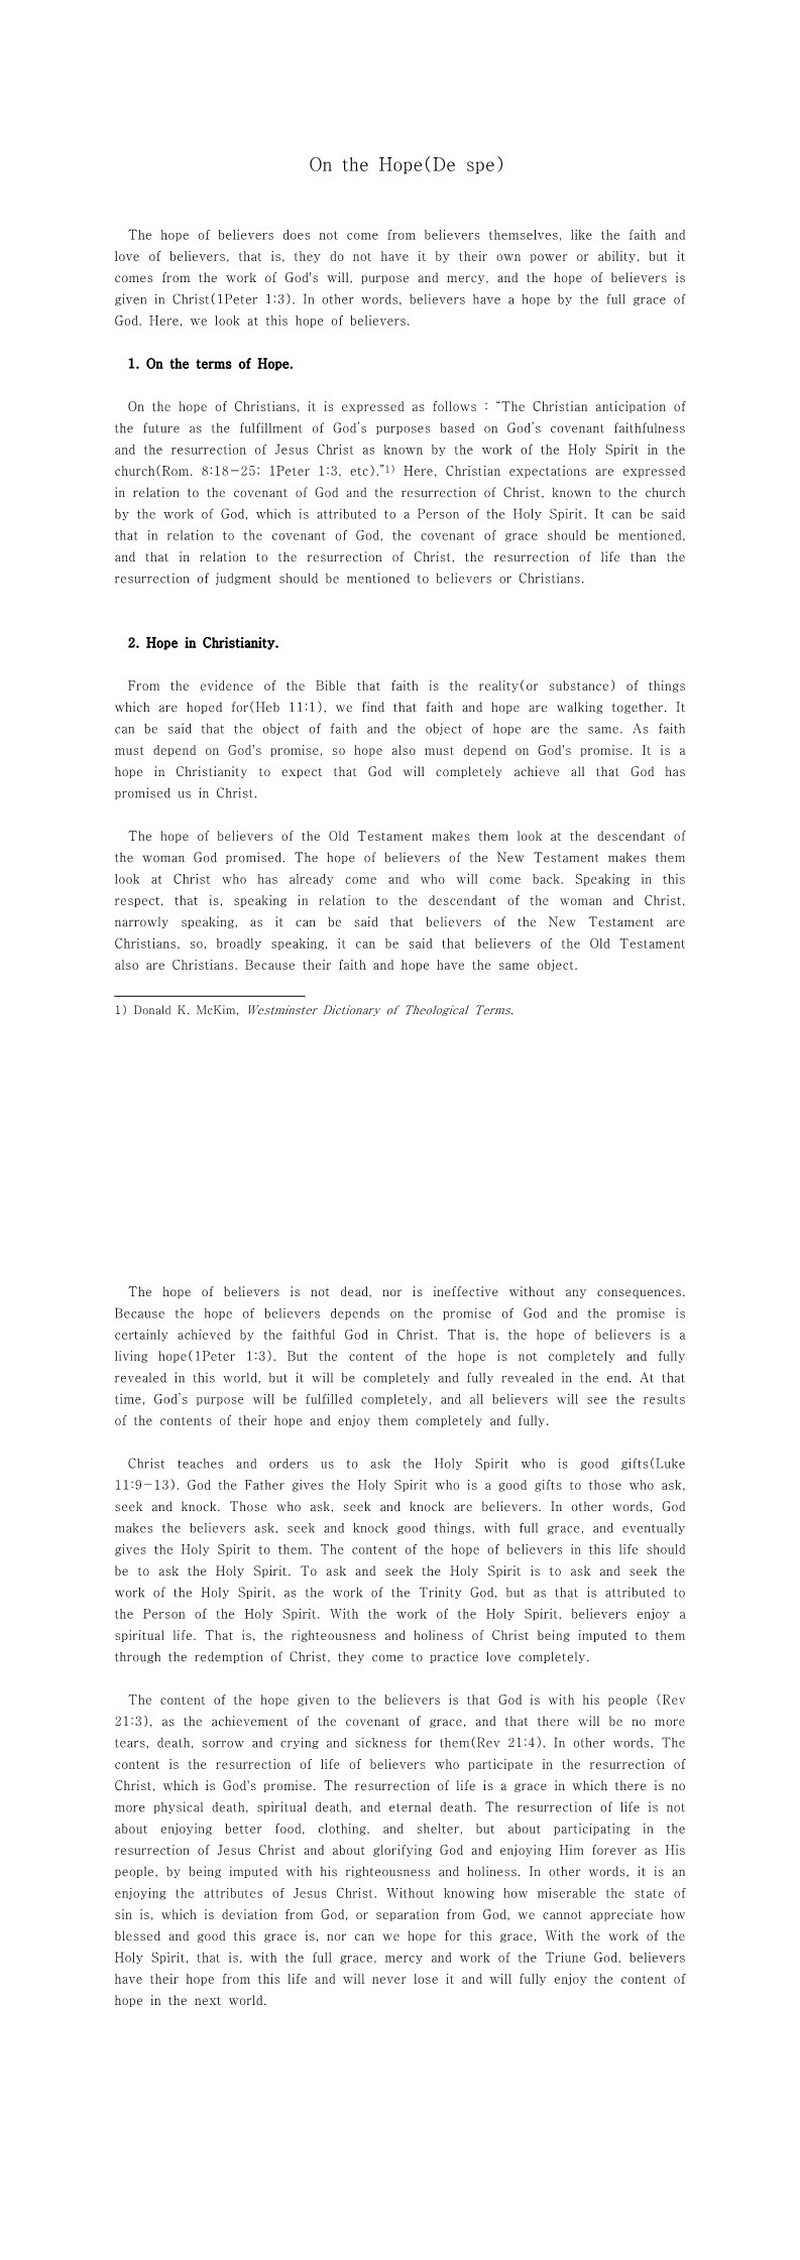 On the Hope(De spe)
The hope of believers does not come from believers themselves, like the faith and
love of believers, that is, they do not have it by their own power or ability, but it
comes from the work of God's will, purpose and mercy, and the hope of believers is
given in Christ(1Peter 1:3). In other words, believers have a hope by the full grace of
God. Here, we look at this hope of believers.
1. On the terms of Hope.
On the hope of Christians, it is expressed as follows : “The Christian anticipation of
the future as the fulfillment of God's purposes based on God's covenant faithfulness
and the resurrection of Jesus Christ as known by the work of the Holy Spirit in the
church(Rom. 8:18-25; 1Peter 1:3, etc).”1) Here, Christian expectations are expressed
in relation to the covenant of God and the resurrection of Christ, known to the church
by the work of God, which is attributed to a Person of the Holy Spirit. It can be said
that in relation to the covenant of God, the covenant of grace should be mentioned,
and that in relation to the resurrection of Christ, the resurrection of life than the
resurrection of judgment should be mentioned to believers or Christians.
2. Hope in Christianity.
From the evidence of the Bible that faith is the reality(or substance) of things
which are hoped for(Heb 11:1), we find that faith and hope are walking together. It
can be said that the object of faith and the object of hope are the same. As faith
must depend on God's promise, so hope also must depend on God's promise. It is a
hope in Christianity to expect that God will completely achieve all that God has
promised us in Christ.
The hope of believers of the Old Testament makes them look at the descendant of
the woman God promised. The hope of believers of the New Testament makes them
look at Christ who has already come and who will come back. Speaking in this
respect, that is, speaking in relation to the descendant of the woman and Christ,
narrowly speaking, as it can be said that believers of the New Testament are
Christians, so, broadly speaking, it can be said that believers of the Old Testament
also are Christians. Because their faith and hope have the same object.
1) Donald K. McKim, Westminster Dictionary of Theological Terms.
The hope of believers is not dead, nor is ineffective without any consequences.
Because the hope of believers depends on the promise of God and the promise is
certainly achieved by the faithful God in Christ. That is, the hope of believers is a
living hope(1Peter 1:3). But the content of the hope is not completely and fully
revealed in this world, but it will be completely and fully revealed in the end. At that
time, God's purpose will be fulfilled completely, and all believers will see the results
of the contents of their hope and enjoy them completely and fully.
Christ teaches and orders us to ask the Holy Spirit who is good gifts(Luke
11:9-13). God the Father gives the Holy Spirit who is a good gifts to those who ask,
seek and knock. Those who ask, seek and knock are believers. In other words, God
makes the believers ask, seek and knock good things, with full grace, and eventually
gives the Holy Spirit to them. The content of the hope of believers in this life should
be to ask the Holy Spirit. To ask and seek the Holy Spirit is to ask and seek the
work of the Holy Spirit, as the work of the Trinity God, but as that is attributed to
the Person of the Holy Spirit. With the work of the Holy Spirit, believers enjoy a
spiritual life. That is, the righteousness and holiness of Christ being imputed to them
through the redemption of Christ, they come to practice love completely.
The content of the hope given to the believers is that God is with his people (Rev
21:3), as the achievement of the covenant of grace, and that there will be no more
tears, death, sorrow and crying and sickness for them(Rev 21:4). In other words, The
content is the resurrection of life of believers who participate in the resurrection of
Christ, which is God's promise. The resurrection of life is a grace in which there is no
more physical death, spiritual death, and eternal death. The resurrection of life is not
about enjoying better food, clothing, and shelter, but about participating in the
resurrection of Jesus Christ and about glorifying God and enjoying Him forever as His
people, by being imputed with his righteousness and holiness. In other words, it is an
enjoying the attributes of Jesus Christ. Without knowing how miserable the state of
sin is, which is deviation from God, or separation from God, we cannot appreciate how
blessed and good this grace is, nor can we hope for this grace, With the work of the
Holy Spirit, that is, with the full grace, mercy and work of the Triune God, believers
have their hope from this life and will never lose it and will fully enjoy the content of
hope in the next world.